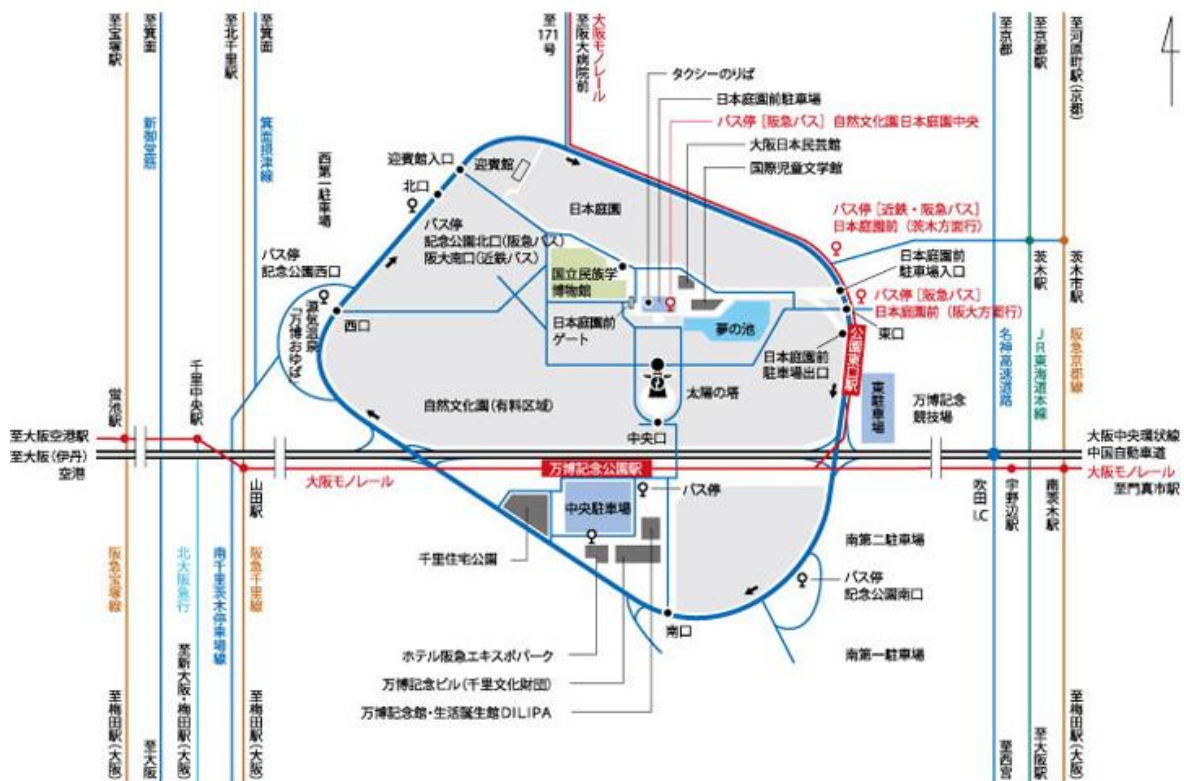 至宝塚駅
至箕面
至北千里駅
至箕面
至171号
至阪大病院前
大阪モノレール
至京都
至京都駅
至河原町駅(京都)
新御堂筋
箕面摂津線
タクシーのりば
日本庭園前駐車場
バス停[阪急バス] 自然文化園日本庭園中央
大阪日本民芸館
国際児童文学館
西第一駐車場
迎賓館入口
迎賓館
北口
日本庭園
バス停
記念公園北口(阪急バス)
阪大南口(近鉄バス)
バス停[近鉄・阪急バス]
日本庭園前(茨木方面行)
バス停
記念公園西口
国立民族学
博物館
日本庭園前
駐車場入口
茨木駅
茨木市駅
バス停[阪急バス]
日本庭園前(阪大方面行)
源気温泉
「万博おゆば」
西口
日本庭園前
ゲート
夢の池
東口
公園東口駅
日本庭園前
駐車場出口
名神高速道路
JR東海道本線
阪急京都線
太陽の塔
自然文化園(有料区域)
中央口
東駐車場
万博記念
競技場
蛍池駅
千里中央駅
至大阪空港駅
至大阪(伊丹)
空港
大阪中央環状線
中国自動車道
大阪モノレール
至門真市駅
大阪モノレール
万博記念公園駅
山田駅
吹田I.C
宇野辺駅
南茨木駅
バス停
中央駐車場
千里住宅公園
南第二駐車場
バス停
記念公園南口
阪急宝塚線
北大阪急行
南千里茨木停車場線
阪急千里線
南口
ホテル阪急エキスポパーク
南第一駐車場
万博記念ビル(千里文化財団)
万博記念館・生活誕生館DILIPA
至梅田駅(大阪)
至大阪
至新大阪・梅田駅(大阪)
至梅田駅(大阪)
至西宮
至大阪駅
至梅田駅(大阪)